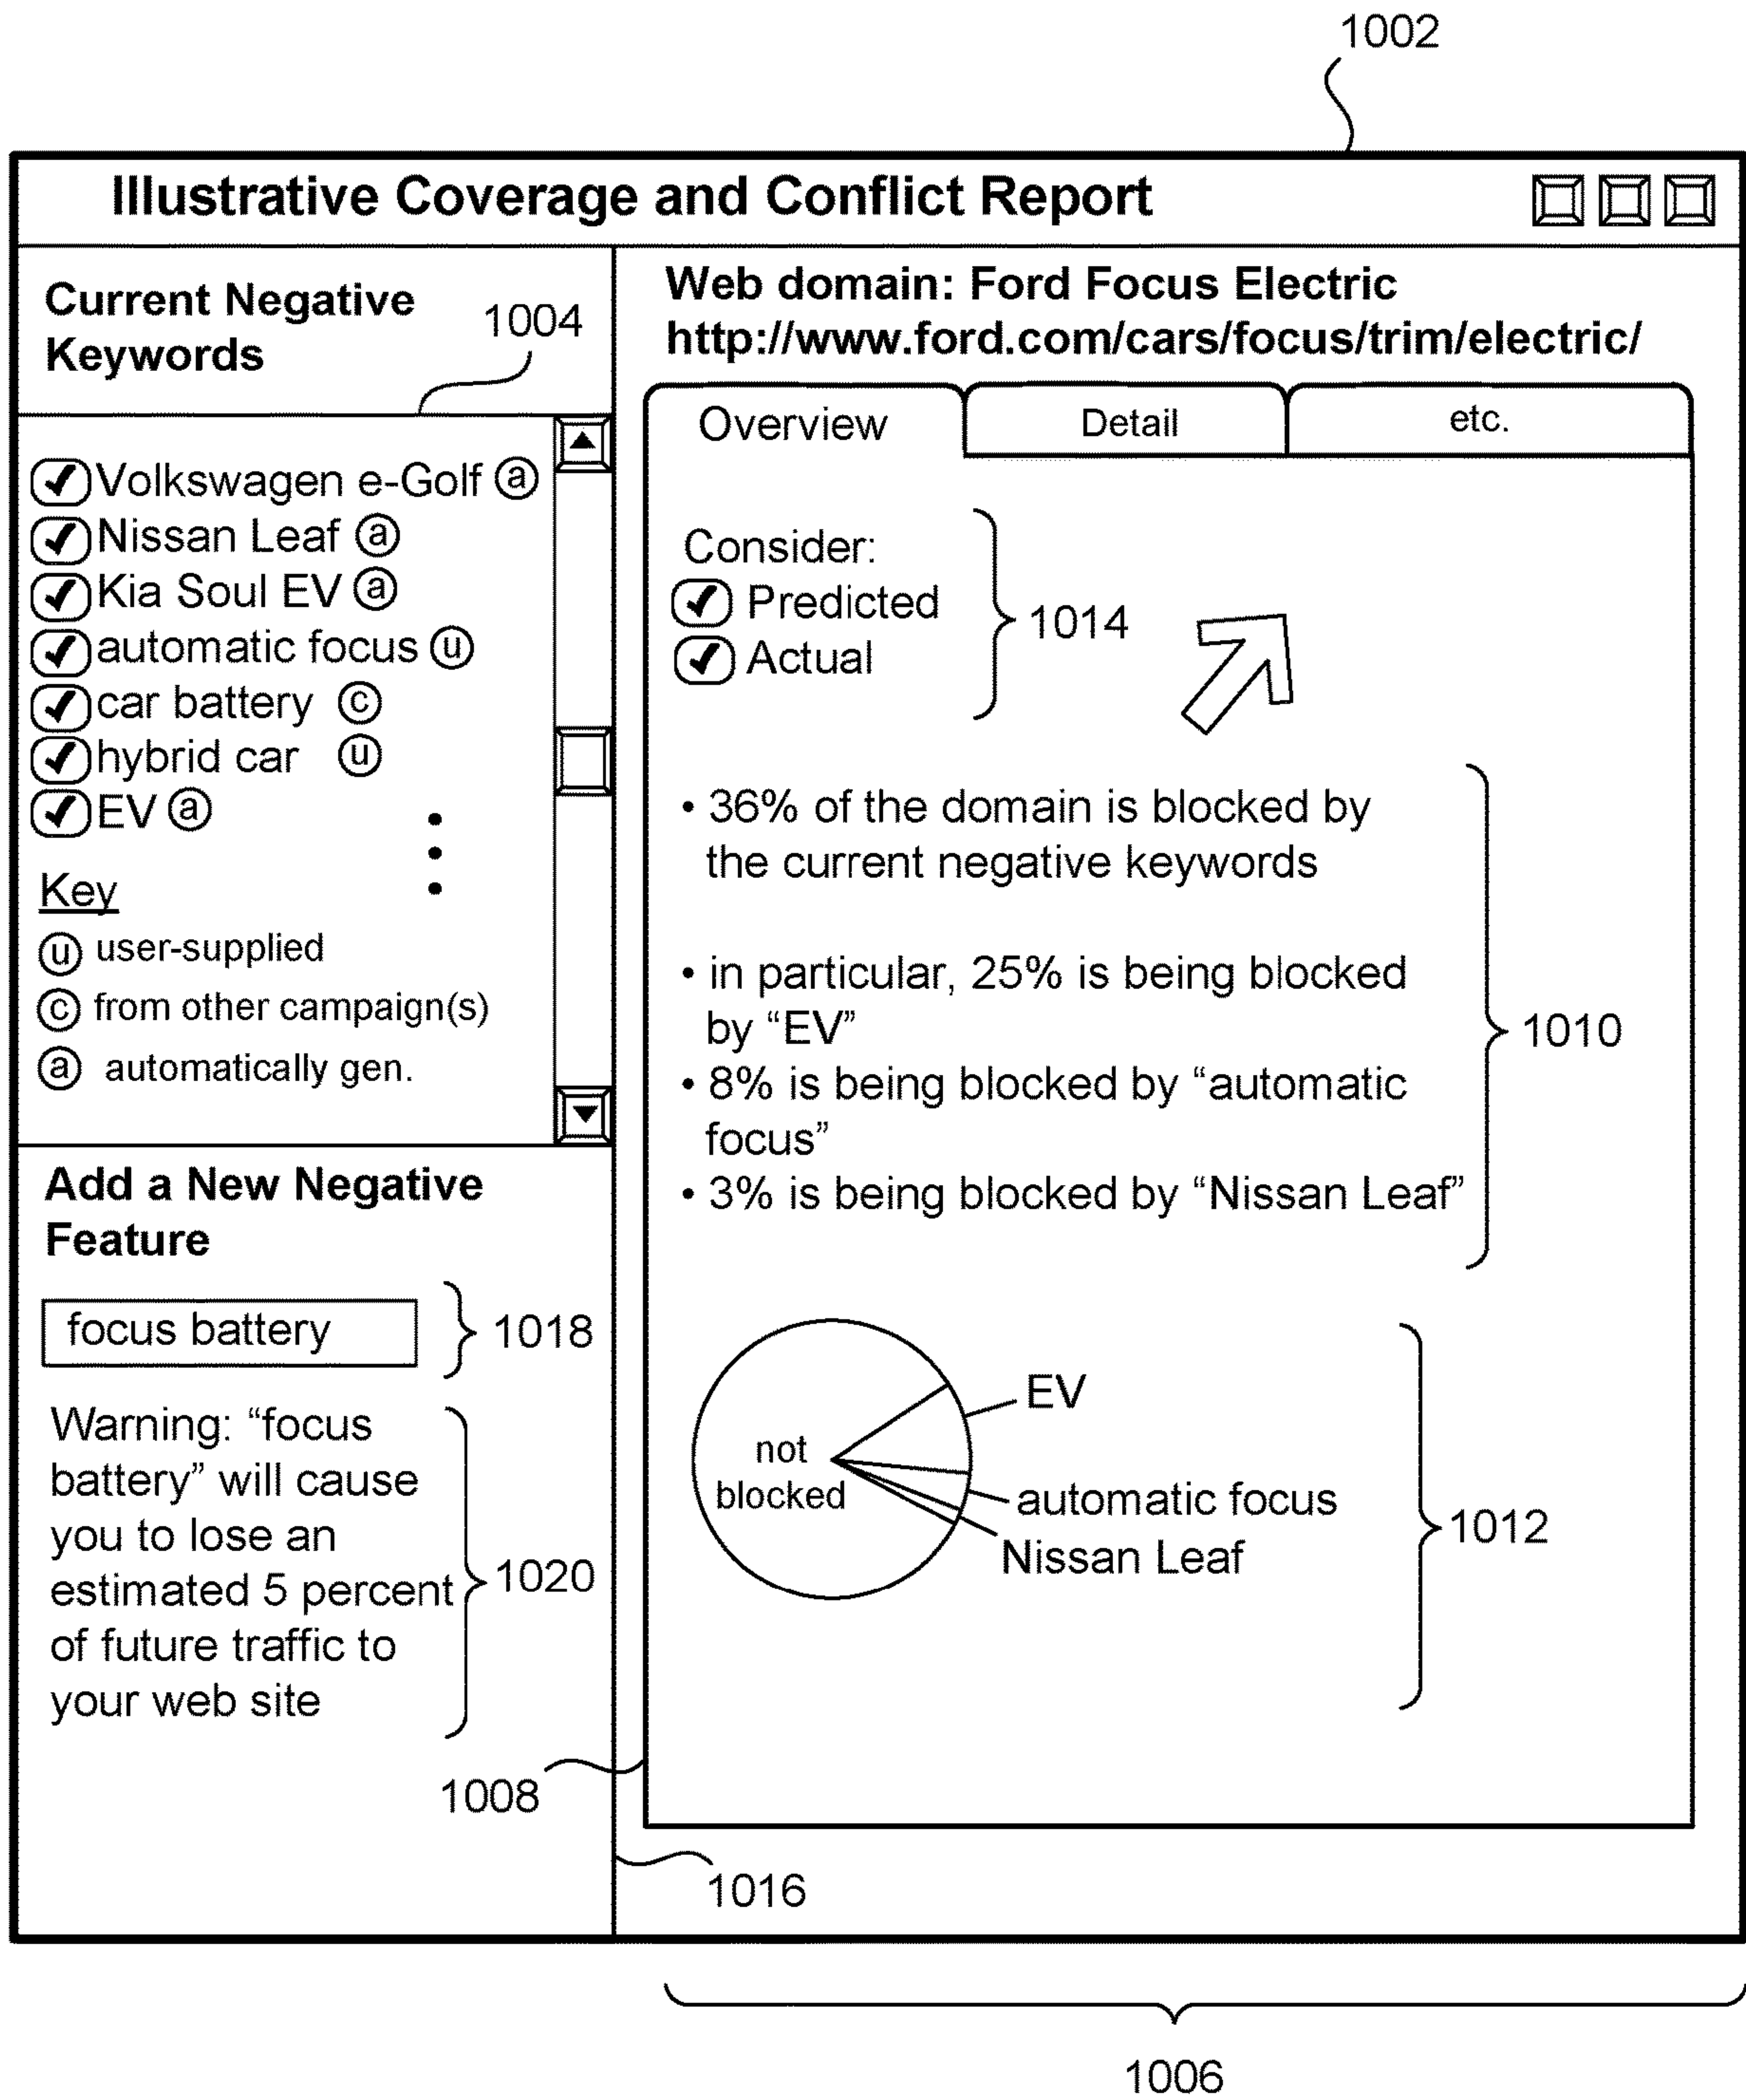 1002
Illustrative Coverage and Conflict Report
Current Negative
Keywords
1004
Volkswagen e-Golf a
Nissan Leaf a
Kia Soul EV a
automatic focus u
car battery c
hybrid car u
EV a
Key
u user-supplied
c from other campaign(s)
a automatically gen.
Add a New Negative
Feature
focus battery
1018
Warning: “focus
battery” will cause
you to lose an
estimated 5 percent
of future traffic to
your web site
1020
1008
1016
Web domain: Ford Focus Electric
http://www.ford.com/cars/focus/trim/electric/
Overview
Detail
etc.
Consider:
Predicted
Actual
1014
• 36% of the domain is blocked by
the current negative keywords
• in particular, 25% is being blocked
by “EV”
• 8% is being blocked by “automatic
focus”
• 3% is being blocked by “Nissan Leaf”
1010
not
blocked
EV
automatic focus
Nissan Leaf
1012
1006